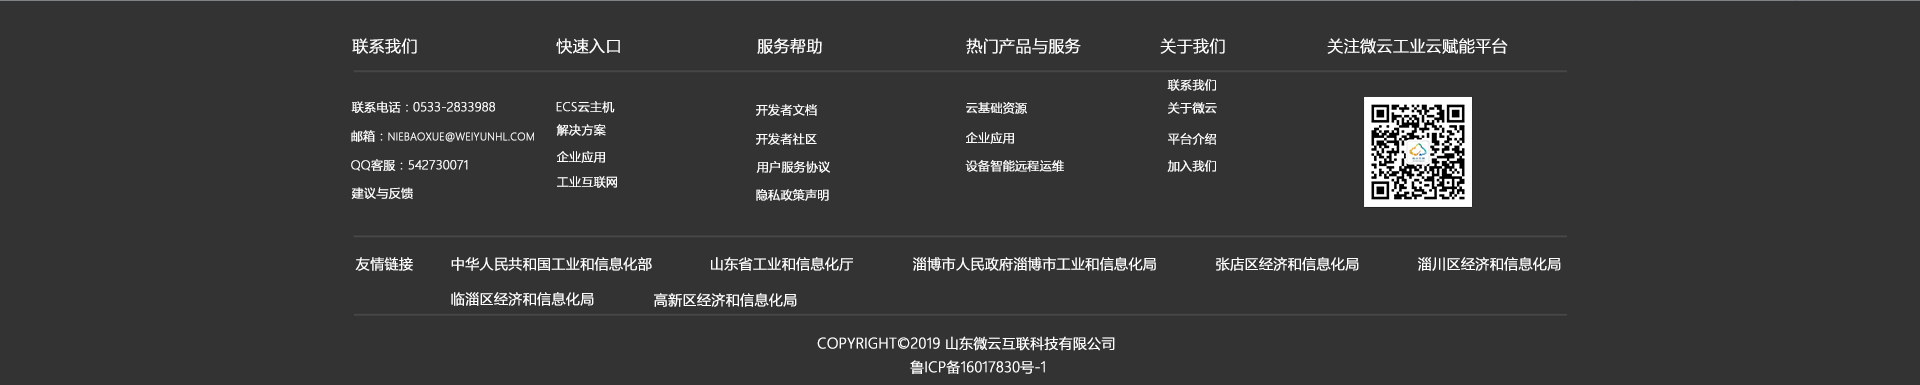 联系我们
快速入口
服务帮助
热门产品与服务
关于我们
关注微云工业云赋能平台
联系电话：0533-2833988
邮箱：NIEBAOXUE@WEIYUNHL.COM
QQ客服：542730071
建议与反馈
ECS云主机
解决方案
企业应用
工业互联网
开发者文档
开发者社区
用户服务协议
隐私政策声明
云基础资源
企业应用
设备智能远程运维
联系我们
关于微云
平台介绍
加入我们
友情链接 中华人民共和国工业和信息化部 山东省工业和信息化厅 淄博市人民政府淄博市工业和信息化局 张店区经济和信息化局 淄川区经济和信息化局
临淄区经济和信息化局 高新区经济和信息化局
COPYRIGHT©2019 山东微云互联科技有限公司
鲁ICP备16017830号-1